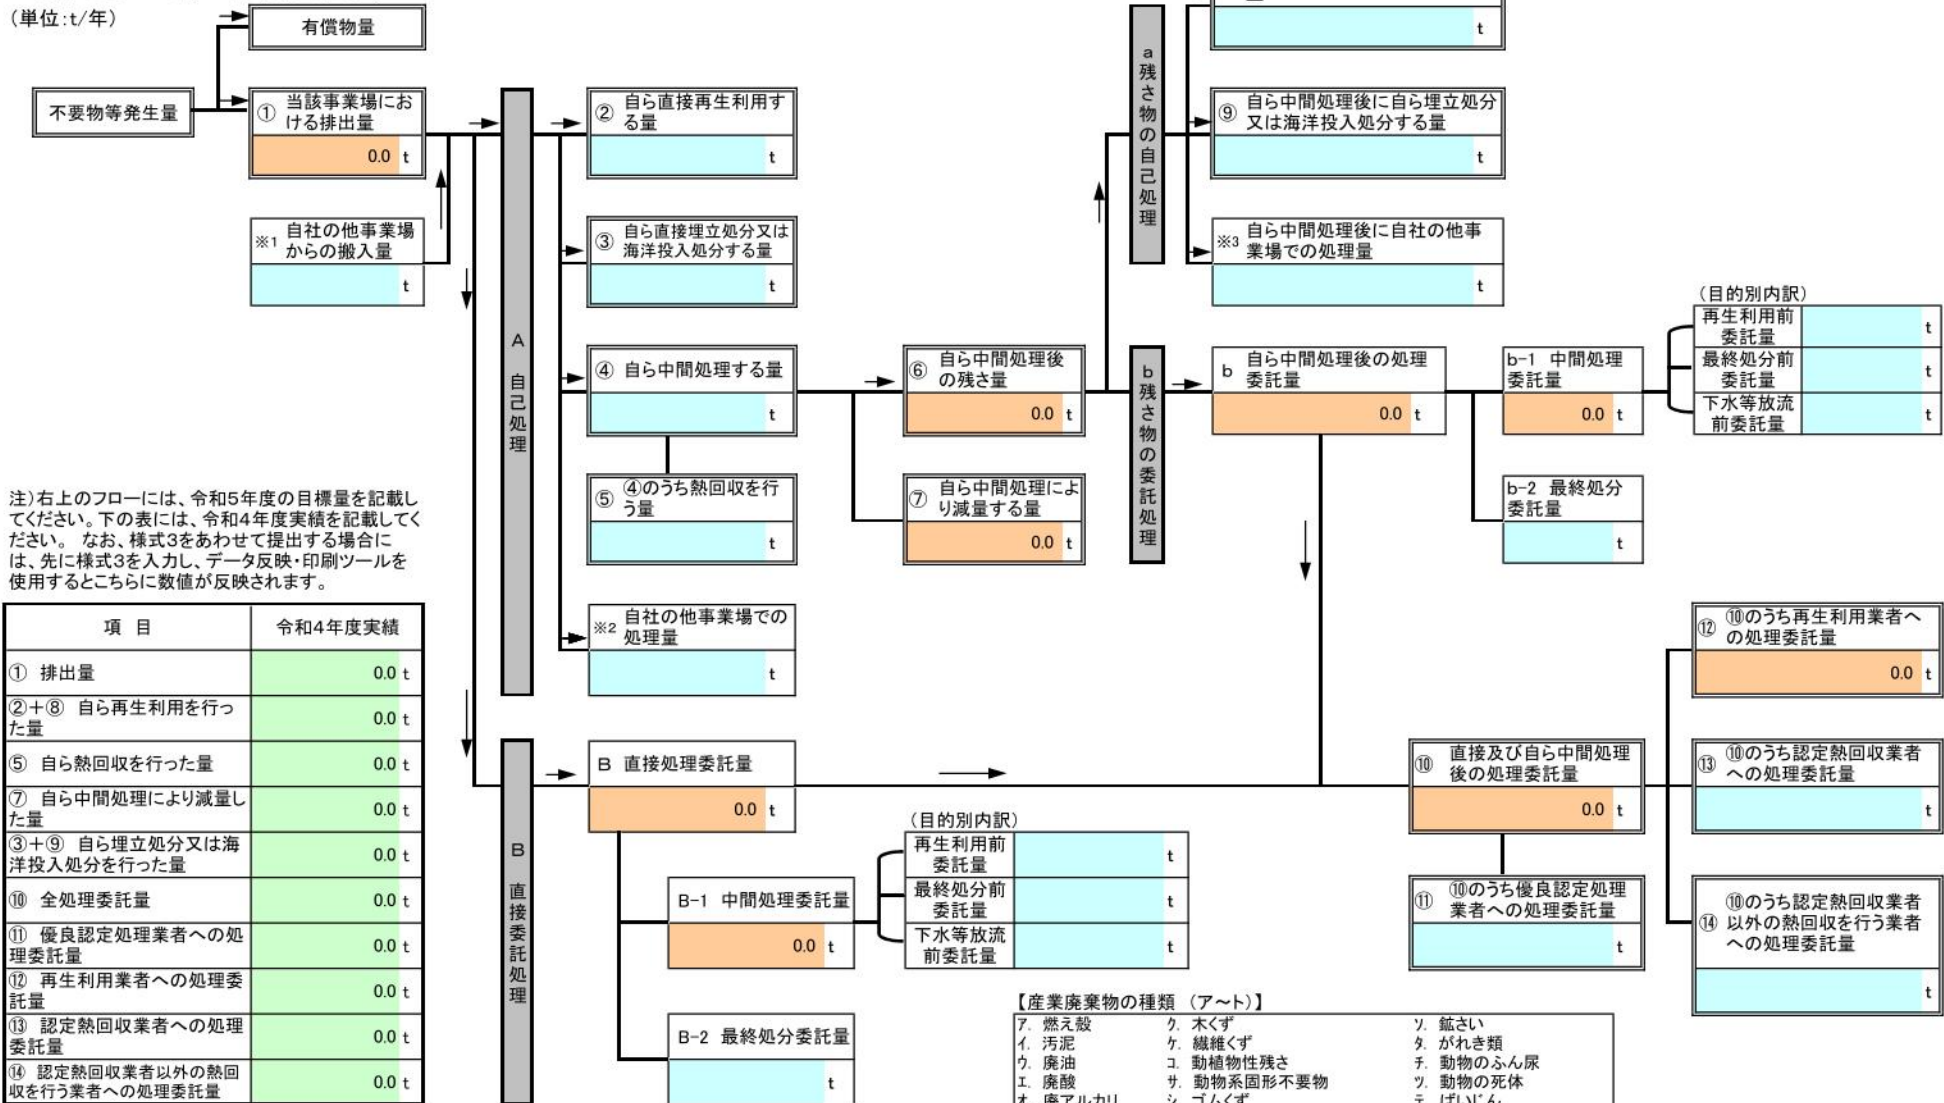 (単位:t/年)
有償物量
不要物等発生量
①
当該事業場にお
ける排出量
0.0 t
※1
自社の他事業場
からの搬入量
t
A 自己処理
②
自ら直接再生利用す
る量
t
③
自ら直接埋立処分又は
海洋投入処分する量
t
④ 自ら中間処理する量
t
⑤
④のうち熱回収を行
う量
t
※2
自社の他事業場での
処理量
t
⑥
自ら中間処理後
の残さ量
0.0 t
⑦
自ら中間処理によ
り減量する量
0.0 t
a 残さ物の自己処理
t
⑨
自ら中間処理後に自ら埋立処分
又は海洋投入処分する量
t
※3
自ら中間処理後に自社の他事
業場での処理量
t
b 残さ物の委託処理
b
自ら中間処理後の処理
委託量
0.0 t
b-1 中間処理
委託量
0.0 t
(目的別内訳)
再生利用前
委託量
t
最終処分前
委託量
t
下水等放流
前委託量
t
b-2 最終処分
委託量
t
注)右上のフローには、令和5年度の目標量を記載し
てください。下の表には、令和4年度実績を記載してく
ださい。 なお、様式3をあわせて提出する場合に
は、先に様式3を入力し、データ反映・印刷ツールを
使用するとこちらに数値が反映されます。
項 目 令和4年度実績
① 排出量 0.0 t
②+⑧ 自ら再生利用を行っ
た量
0.0 t
⑤ 自ら熱回収を行った量 0.0 t
⑦ 自ら中間処理により減量し
た量
0.0 t
③+⑨ 自ら埋立処分又は海
洋投入処分を行った量
0.0 t
⑩ 全処理委託量 0.0 t
⑪ 優良認定処理業者への処
理委託量
0.0 t
⑫ 再生利用業者への処理委
託量
0.0 t
⑬ 認定熱回収業者への処理
委託量
0.0 t
⑭ 認定熱回収業者以外の熱回
収を行う業者への処理委託量
0.0 t
B 直接委託処理
B 直接処理委託量
0.0 t
B-1 中間処理委託量
0.0 t
(目的別内訳)
再生利用前
委託量
t
最終処分前
委託量
t
下水等放流
前委託量
t
B-2 最終処分委託量
t
⑩
直接及び自ら中間処理
後の処理委託量
0.0 t
⑪
⑩のうち優良認定処理
業者への処理委託量
t
⑫
⑩のうち再生利用業者へ
の処理委託量
0.0 t
⑬
⑩のうち認定熱回収業者
への処理委託量
t
⑭
⑩のうち認定熱回収業者
以外の熱回収を行う業者
への処理委託量
t
【産業廃棄物の種類 (ア~ト)】
ア. 燃え殻 ク. 木くず ソ. 鉱さい
イ. 汚泥 ケ. 繊維くず タ. がれき類
ウ. 廃油 コ. 動植物性残さ チ. 動物のふん尿
エ. 廃酸 サ. 動物系固形不要物 ツ. 動物の死体
オ. 廃アルカリ シ. ゴムくず テ. ばいじん